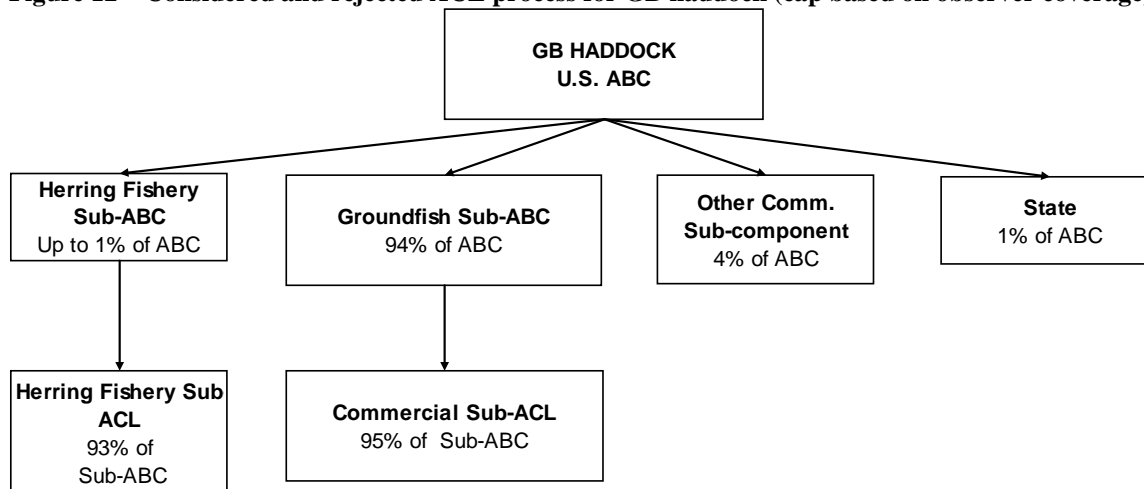 Figure – Considered and rejected ACL process for GB haddock (cap based on observer coverage)
GB HADDOCK
U.S. ABC
Herring Fishery
Sub-ABC
Up to 1% of ABC
Groundfish Sub-ABC
94% of ABC
Other Comm.
Sub-component
4% of ABC
State
1% of ABC
Herring Fishery Sub
ACL
93% of
Sub-ABC
Commercial Sub-ACL
95% of Sub-ABC